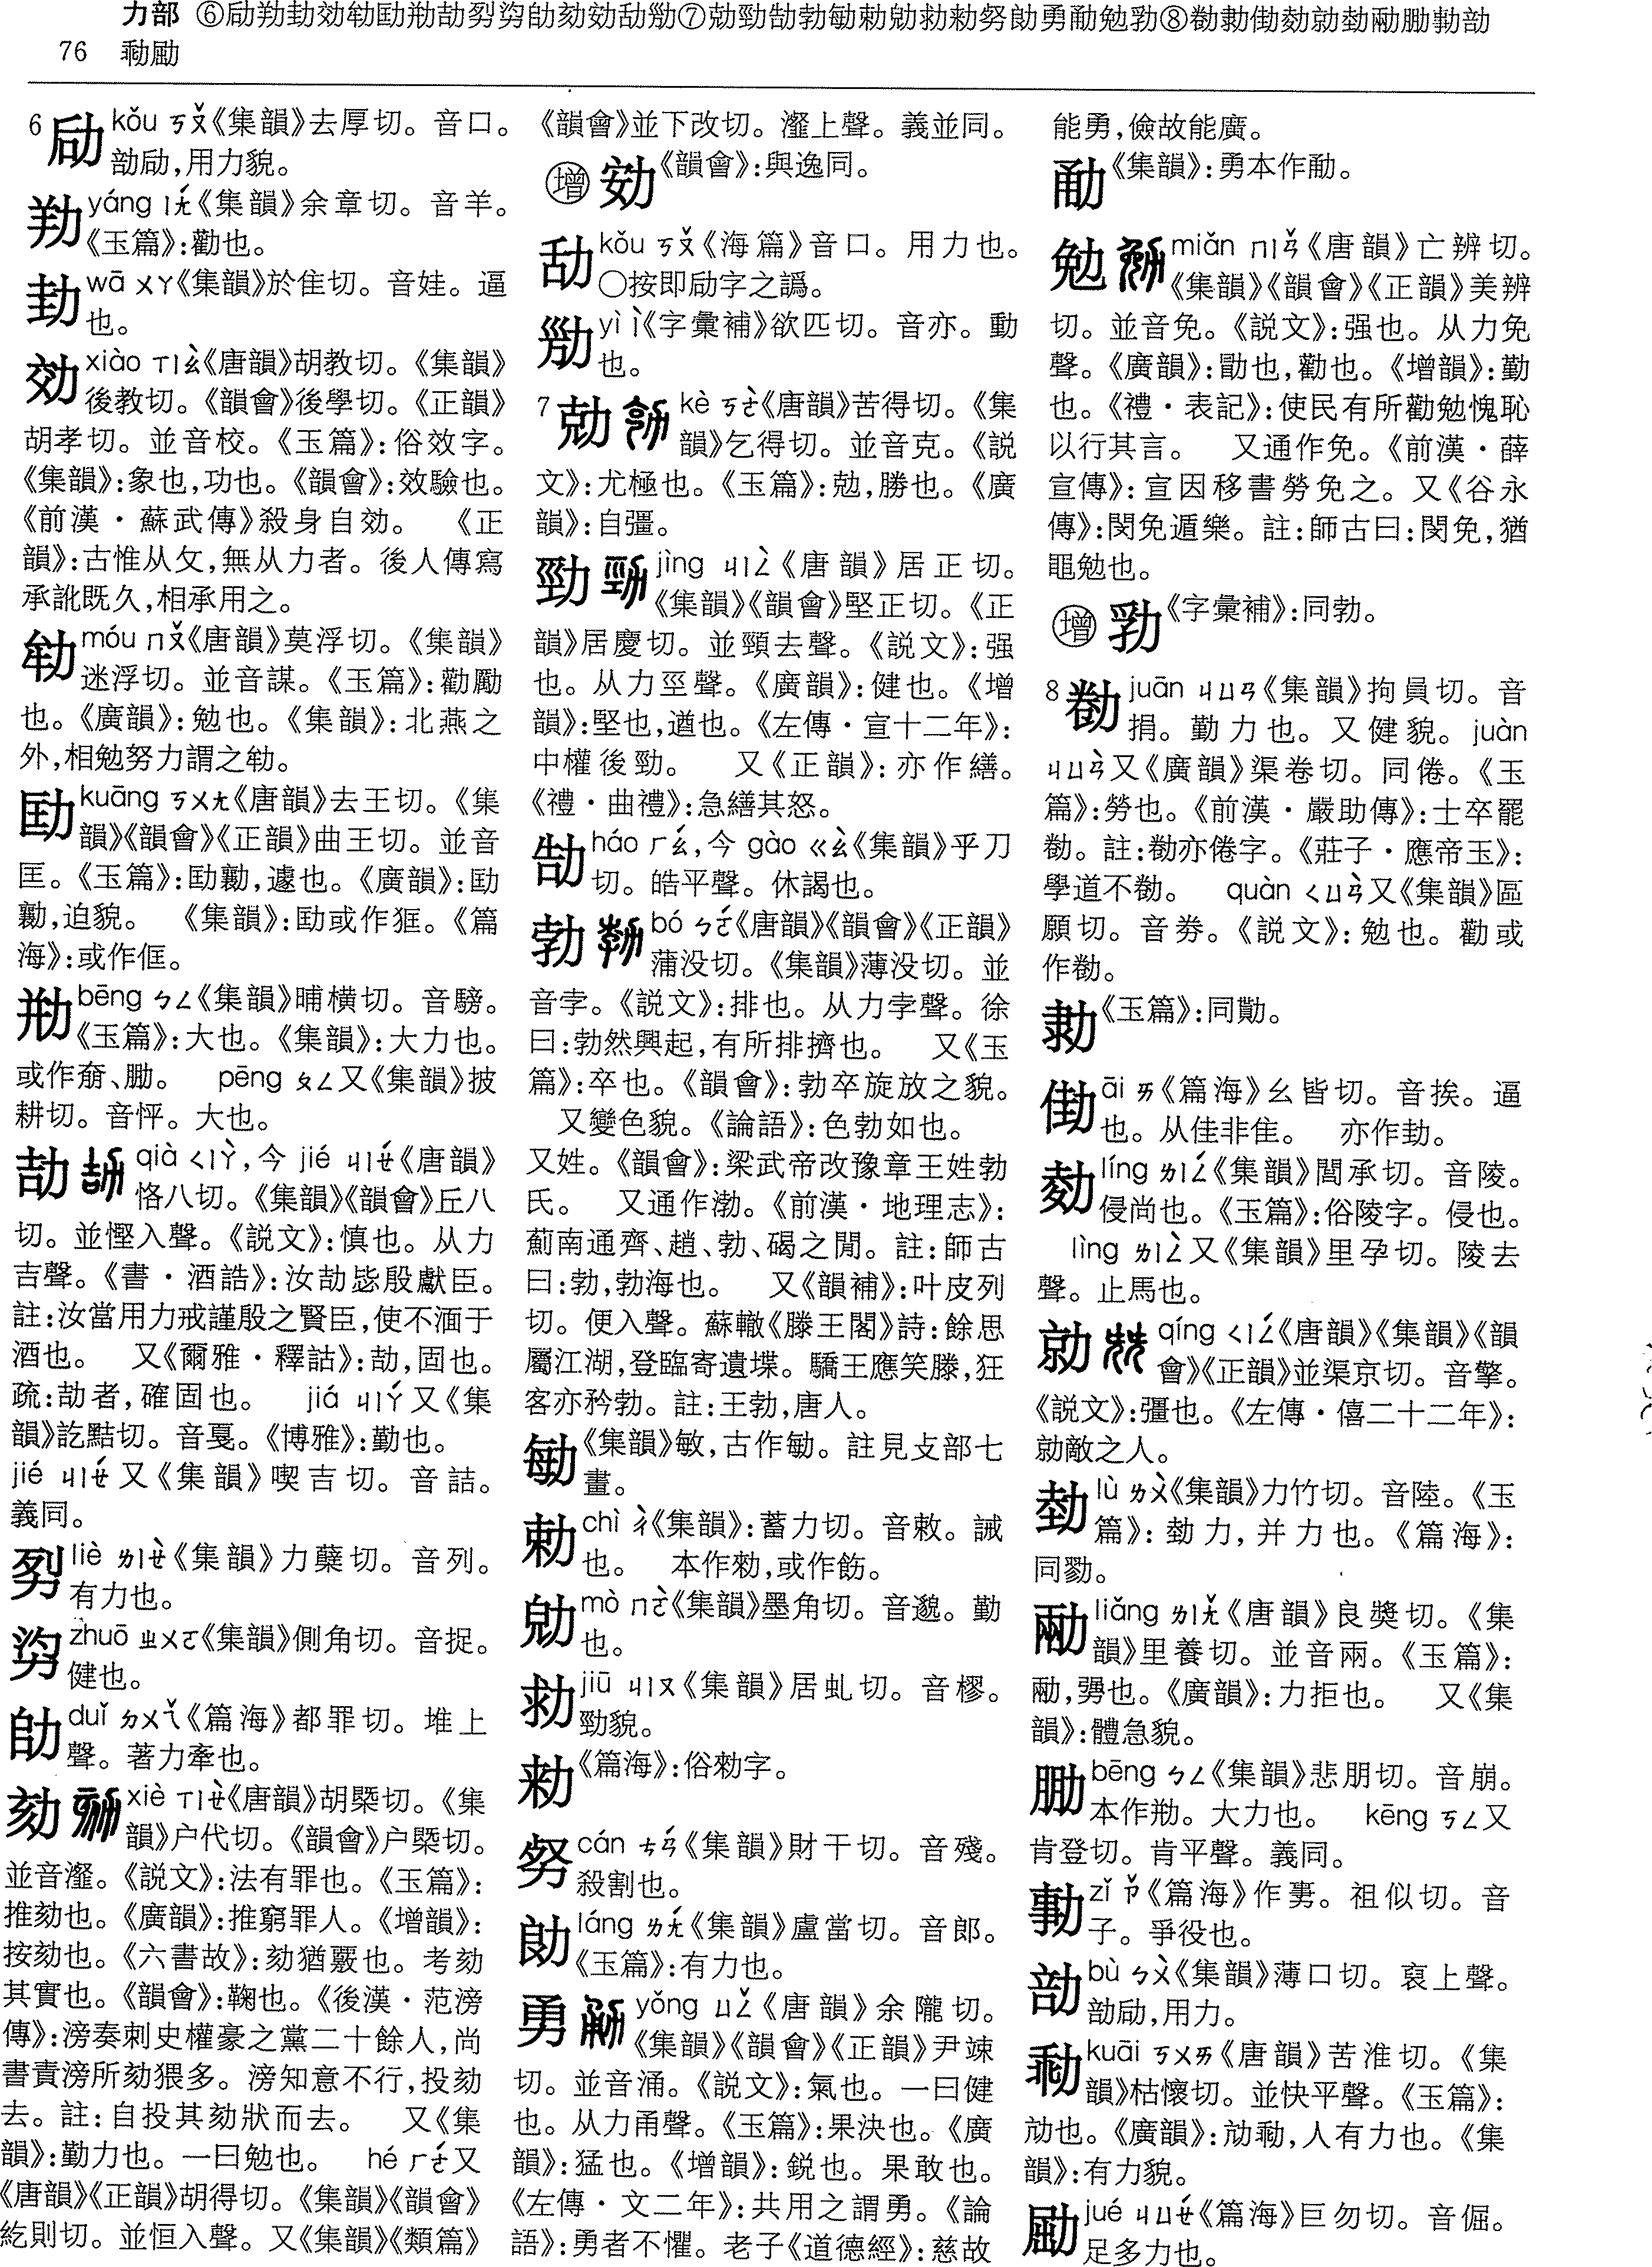 力部 ⑥劶劷劸効劺劻㔙劼䂂劾㔚⑦勀勁勂勃勄勅勆勇勈勉㔜⑧勌勍勎勏
76
6 劶 kǒu ㄎㄡˇ《集韻》去厚切。音口。
劶,用力貌。
劷 yáng ㄧㄤˊ《集韻》余章切。音羊。
《玉篇》:勸也。
劸 wā ㄨㄚ《集韻》於隹切。音娃。逼
也。
効 xiào ㄒㄧㄠˋ《唐韻》胡教切。《集韻》
後教切。《韻會》後學切。《正韻》
胡孝切。並音校。《玉篇》:俗效字。
《集韻》:象也,功也。《韻會》:效驗也。
《前漢·蘇武傳》殺身自効。 《正
韻》:古惟从攵,無从力者。後人傳寫
承訛既久,相承用之。
劺 móu ㄇㄡˊ《唐韻》莫浮切。《集韻》
迷浮切。並音謀。《玉篇》:勸勵
也。《廣韻》:勉也。《集韻》:北燕之
外,相勉努力謂之劺。
劻 kuāng ㄎㄨㄤ《唐韻》去王切。《集
韻》《韻會》《正韻》曲王切。並音
匡。《玉篇》:劻勷,遽也。《廣韻》:劻
勷,迫貌。 《集韻》:劻或作狂。《篇
海》:或作俇。
㔙 bēng ㄅㄥ《集韻》晡橫切。音騯。
《玉篇》:大也。《集韻》:大力也。
或作㔙、。 pēng ㄆㄥ又《集韻》披
耕切。音怦。大也。
劼 qià ㄑㄧㄚˋ,今 jié ㄐㄧㄝˊ《唐韻》
恪八切。《集韻》《韻會》丘八
切。並慳入聲。《説文》:慎也。从力
吉聲。《書·酒誥》:汝劼毖殷獻臣。
註:汝當用力戒謹殷之賢臣,使不湎于
酒也。 又《爾雅·釋詁》:劼,固也。
疏:劼者,確固也。 jiá ㄐㄧㄚˊ又《集
韻》訖黠切。音戛。《博雅》:勤也。
jié ㄐㄧㄝˊ又《集韻》喫吉切。音詰。
義同。
liè ㄌㄧㄝˋ《集韻》力蘖切。音列。
有力也。
zhuō ㄓㄨㄛ《集韻》側角切。音捉。
健也。
duǐ ㄉㄨㄟˇ《篇海》都罪切。堆上
聲。著力牽也。
劾 xiè ㄒㄧㄝˋ《唐韻》胡槩切。《集
韻》户代切。《韻會》户槩切。
並音瀣。《説文》:法有罪也。《玉篇》:
推劾也。《廣韻》:推窮罪人。《增韻》:
按劾也。《六書故》:劾猶覈也。考劾
其實也。《韻會》:鞠也。《後漢·范滂
傳》:滂奏刺史權豪之黨二十餘人,尚
書責滂所劾猥多。滂知意不行,投劾
去。註:自投其劾狀而去。 又《集
韻》:勤力也。一曰勉也。 hé ㄏㄜˊ又
《唐韻》《正韻》胡得切。《集韻》《韻會》
紇則切。並恒入聲。又《集韻》《類篇》
《韻會》並下改切。瀣上聲。義並同。
增 《韻會》:與逸同。
kǒu ㄎㄡˇ《海篇》音口。用力也。
○按即劶字之譌。
yì ㄧˋ《字彙補》欲匹切。音亦。動
也。
7 勀 kè ㄎㄜˋ《唐韻》苦得切。《集
韻》乞得切。並音克。《説
文》:尤極也。《玉篇》:勀,勝也。《廣
韻》:自彊。
勁 jìng ㄐㄧㄥˋ《唐韻》居正切。
《集韻》《韻會》堅正切。《正
韻》居慶切。並頸去聲。《説文》:强
也。从力巠聲。《廣韻》:健也。《增
韻》:堅也,遒也。《左傳·宣十二年》:
中權後勁。 又《正韻》:亦作繕。
《禮·曲禮》:急繕其怒。
勂 háo ㄏㄠˊ,今 gào ㄍㄠˋ《集韻》乎刀
切。皓平聲。休謁也。
勃 bó ㄅㄛˊ《唐韻》《韻會》《正韻》
蒲没切。《集韻》薄没切。並
音孛。《説文》:排也。从力孛聲。徐
曰:勃然興起,有所排擠也。 又《玉
篇》:卒也。《韻會》:勃卒旋放之貌。
又變色貌。《論語》:色勃如也。
又姓。《韻會》:梁武帝改豫章王姓勃
氏。 又通作渤。《前漢·地理志》:
薊南通齊、趙、勃、碣之閒。註:師古
曰:勃,勃海也。 又《韻補》:叶皮列
切。便入聲。蘇轍《滕王閣》詩:餘思
屬江湖,登臨寄遺堞。驕王應笑滕,狂
客亦矜勃。註:王勃,唐人。
勄 《集韻》敏,古作勄。註見攴部七
畫。
勅 chì ㄔˋ《集韻》:蓄力切。音敕。誡
也。 本作勑,或作飭。
mò ㄇㄛˋ《集韻》墨角切。音邈。勤
也。
jiū ㄐㄧㄡ《集韻》居虬切。音樛。
勁貌。
《篇海》:俗勑字。
cán ㄘㄢˊ《集韻》財干切。音殘。
殺割也。
勆 láng ㄌㄤˊ《集韻》盧當切。音郎。
《玉篇》:有力也。
勇 yǒng ㄩㄥˇ《唐韻》余隴切。
《集韻》《韻會》《正韻》尹竦
切。並音涌。《説文》:氣也。一曰健
也。从力甬聲。《玉篇》:果決也。《廣
韻》:猛也。《增韻》:鋭也。果敢也。
《左傳·文二年》:共用之謂勇。《論
語》:勇者不懼。老子《道德經》:慈故
能勇,儉故能廣。
勈 《集韻》:勇本作勈。
勉 miǎn ㄇㄧㄢˇ《唐韻》亡辨切。
《集韻》《韻會》《正韻》美辨
切。並音免。《説文》:强也。从力免
聲。《廣韻》:勖也,勸也。《增韻》:勤
也。《禮·表記》:使民有所勸勉愧恥
以行其言。 又通作免。《前漢·薛
宣傳》:宣因移書勞免之。又《谷永
傳》:閔免遁樂。註:師古曰:閔免,猶
黽勉也。
增 《字彙補》:同勃。
8 勌 juān ㄐㄩㄢ《集韻》拘員切。音
捐。勤力也。又健貌。juàn
ㄐㄩㄢˋ又《廣韻》渠卷切。同倦。《玉
篇》:勞也。《前漢·嚴助傳》:士卒罷
勌。註:勌亦倦字。《莊子·應帝王》:
學道不勌。 quàn ㄑㄩㄢˋ又《集韻》區
願切。音券。《説文》:勉也。勸或
作勌。
《玉篇》:同勩。
āi ㄞ《篇海》幺皆切。音挨。逼
也。从佳非隹。 亦作劸。
líng ㄌㄧㄥˊ《集韻》閭承切。音陵。
侵尚也。《玉篇》:俗陵字。侵也。
lìng ㄌㄧㄥˋ又《集韻》里孕切。陵去
聲。止馬也。
勍 qíng ㄑㄧㄥˊ《唐韻》《集韻》《韻
會》《正韻》並渠京切。音擎。
《説文》:彊也。《左傳·僖二十二年》:
勍敵之人。
勎 lù ㄌㄨˋ《集韻》力竹切。音陸。《玉
篇》:勎力,并力也。《篇海》:
同勠。
liǎng ㄌㄧㄤˇ《唐韻》良獎切。《集
韻》里養切。並音兩。《玉篇》:
,勥也。《廣韻》:力拒也。 又《集
韻》:體急貌。
bēng ㄅㄥ《集韻》悲朋切。音崩。
本作㔙。大力也。 kēng ㄎㄥ又
肯登切。肯平聲。義同。
zǐ ㄗˇ《篇海》作。祖似切。音
子。爭役也。
bù ㄅㄨˋ《集韻》薄口切。裒上聲。
劶,用力。
kuāi ㄎㄨㄞ《唐韻》苦淮切。《集
韻》枯懷切。並快平聲。《玉篇》:
也。《廣韻》:,人有力也。《集
韻》:有力貌。
jué ㄐㄩㄝˊ《篇海》巨勿切。音倔。
足多力也。